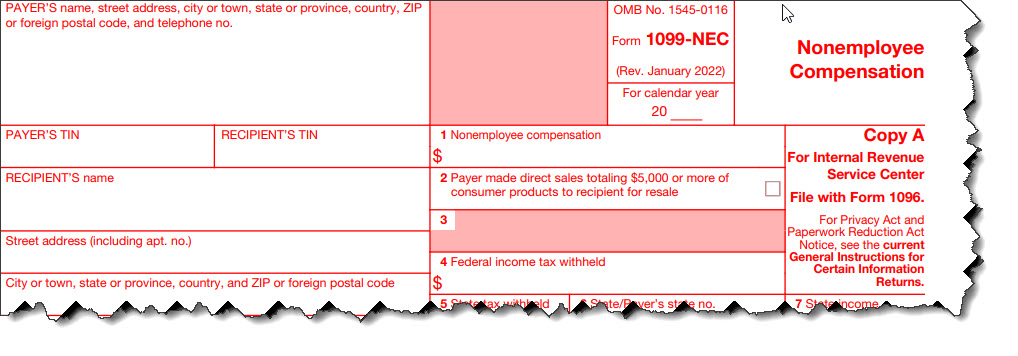 PAYER'S name, street address, city or town, state or province, country, ZIP
or foreign postal code, and telephone no.
OMB No. 1545-0116
Form 1099-NEC
(Rev. January 2022)
For calendar year
20 ____
Nonemployee
Compensation
PAYER'S TIN
RECIPIENT'S TIN
1 Nonemployee compensation
$
Copy A
For Internal Revenue
Service Center
File with Form 1096.
For Privacy Act and
Paperwork Reduction Act
Notice, see the current
General Instructions for
Certain Information
Returns.
RECIPIENT'S name
2 Payer made direct sales totaling $5,000 or more of
consumer products to recipient for resale
3
Street address (including apt. no.)
4 Federal income tax withheld
$
City or town, state or province, country, and ZIP or foreign postal code
5 State tax withheld
6 State/Payer's state no.
7 State income